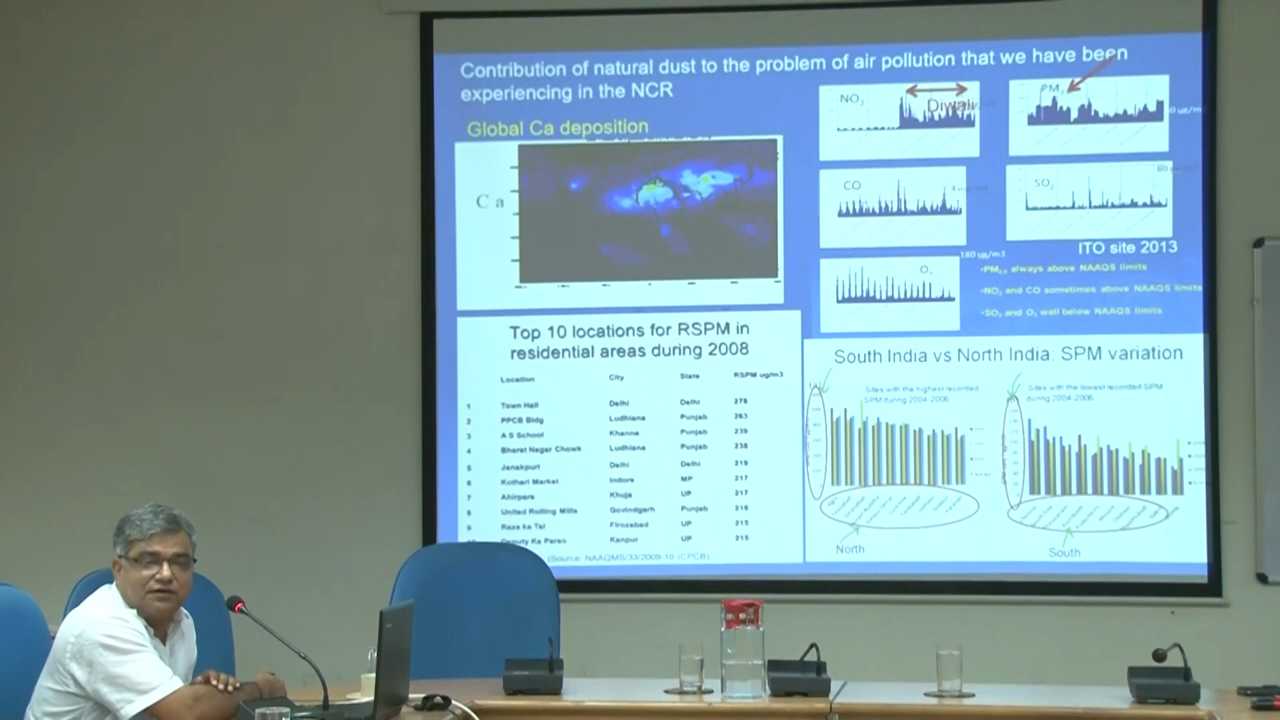 Contribution of natural dust to the problem of air pollution that we have been
experiencing in the NCR
Global Ca deposition
Ca
NO2
Diwali
PM
CO
SO2
O3
180 ug/m3
ITO site 2013
•PM2.5 always above NAAQS limits
•NO2 and CO sometimes above NAAQS limits
•SO2 and O3 well below NAAQS limits
Top 10 locations for RSPM in
residential areas during 2008
Location City State RSPM ug/m3
1 Town Hall Delhi Delhi 278
2 PPCB Bldg Ludhiana Punjab 263
3 A S School Khanna Punjab 239
4 Bharat Nagar Chowk Ludhiana Punjab 238
5 Janakpuri Delhi Delhi 219
6 Kothari Market Indore MP 217
7 Ahirpara Khuja UP 217
8 United Rolling Mills Govindgarh Punjab 216
9 Raza ka Tal Firozabad UP 215
Deputy Ka Parao Kanpur UP 215
(Source: NAAQMS/33/2009-10 (CPCB)
South India vs North India: SPM variation
Sites with the highest recorded
SPM during 2004-2006
Sites with the lowest recorded SPM
during 2004-2006
North
South